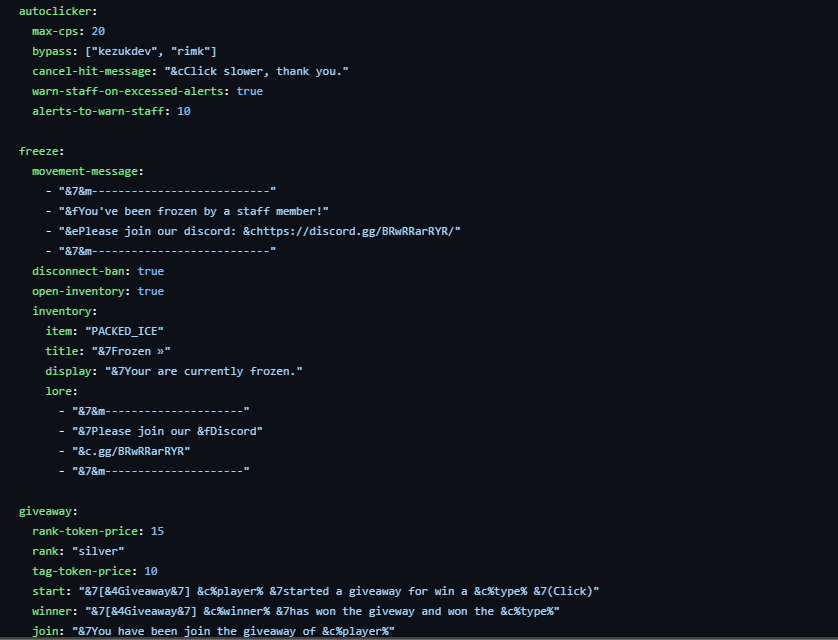 autoclicker:
  max-cps: 20
  bypass: ["kezukdev", "rimk"]
  cancel-hit-message: "&cClick slower, thank you."
  warn-staff-on-excessed-alerts: true
  alerts-to-warn-staff: 10

freeze:
  movement-message:
    - "&7&m---------------------------"
    - "&fYou've been frozen by a staff member!"
    - "&ePlease join our discord: &chttps://discord.gg/BRwRRarRYR/"
    - "&7&m---------------------------"
  disconnect-ban: true
  open-inventory: true
  inventory:
    item: "PACKED_ICE"
    title: "&7Frozen »"
    display: "&7Your are currently frozen."
    lore:
      - "&7&m---------------------"
      - "&7Please join our &fDiscord"
      - "&c.gg/BRwRRarRYR"
      - "&7&m---------------------"

giveaway:
  rank-token-price: 15
  rank: "silver"
  tag-token-price: 10
  start: "&7[&4Giveaway&7] &c%player% &7started a giveaway for win a &c%type% &7(Click)"
  winner: "&7[&4Giveaway&7] &c%winner% &7has won the giveway and won the &c%type%"
  join: "&7You have been join the giveaway of &c%player%"